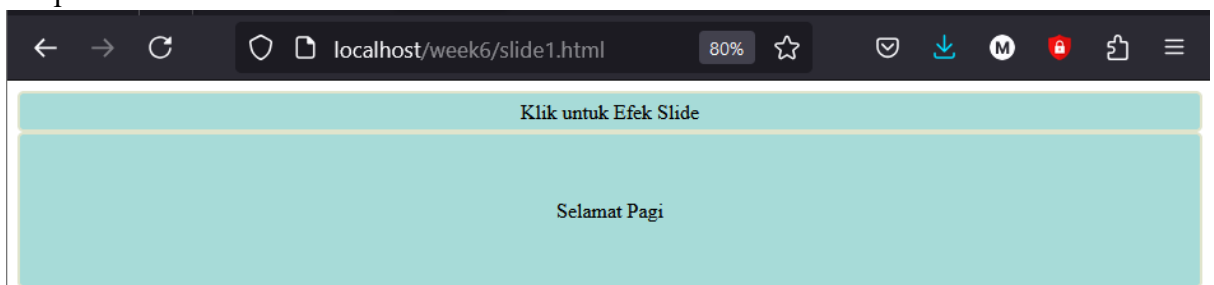 localhost/week6/slide1.html 80% M
Klik untuk Efek Slide
Selamat Pagi